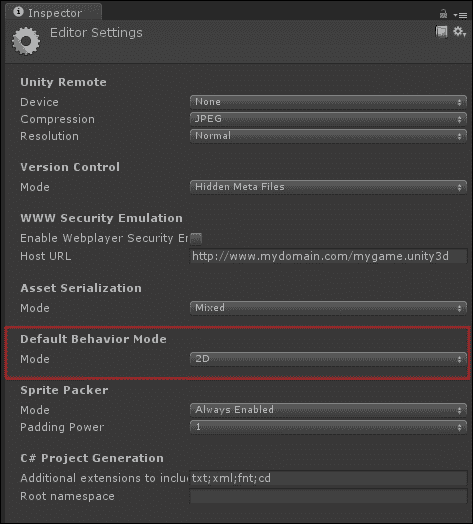 Inspector
Editor Settings
Unity Remote
Device None
Compression JPEG
Resolution Normal
Version Control
Mode Hidden Meta Files
WWW Security Emulation
Enable Webplayer Security Er
Host URL http://www.mydomain.com/mygame.unity3d
Asset Serialization
Mode Mixed
Default Behavior Mode
Mode 2D
Sprite Packer
Mode Always Enabled
Padding Power 1
C# Project Generation
Additional extensions to includ txt;xml;fnt;cd
Root namespace